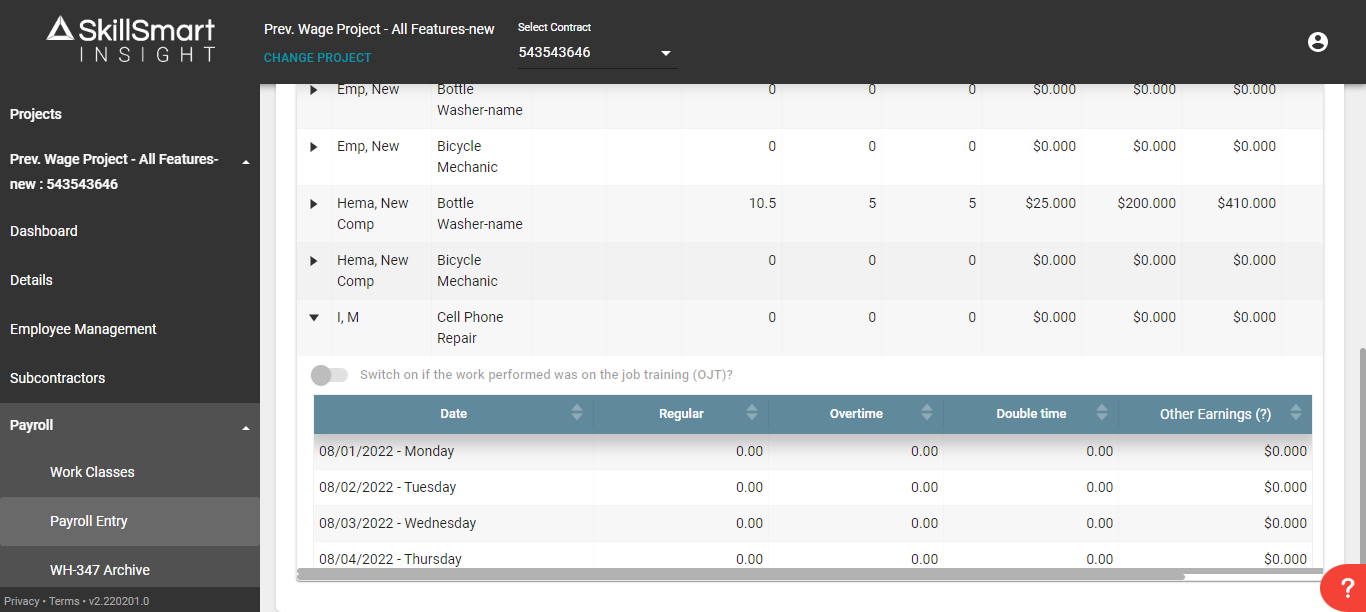 SkillSmart
INSIGHT
Prev. Wage Project - All Features-new
CHANGE PROJECT
Select Contract
543543646
Projects
Prev. Wage Project - All Features-
new : 543543646
Dashboard
Details
Employee Management
Subcontractors
Payroll
Work Classes
Payroll Entry
WH-347 Archive
Privacy • Terms • v2.220201.0
Emp, New Bottle 0 0 0 $0.000 $0.000 $0.000
Washer-name
Emp, New Bicycle 0 0 0 $0.000 $0.000 $0.000
Mechanic
Hema, New Bottle 10.5 5 5 $25.000 $200.000 $410.000
Comp Washer-name
Hema, New Bicycle 0 0 0 $0.000 $0.000 $0.000
Comp Mechanic
I, M Cell Phone 0 0 0 $0.000 $0.000 $0.000
Repair
Switch on if the work performed was on the job training (OJT)?
Date Regular Overtime Double time Other Earnings (?)
08/01/2022 - Monday 0.00 0.00 0.00 $0.000
08/02/2022 - Tuesday 0.00 0.00 0.00 $0.000
08/03/2022 - Wednesday 0.00 0.00 0.00 $0.000
08/04/2022 - Thursday 0.00 0.00 0.00 $0.000
?